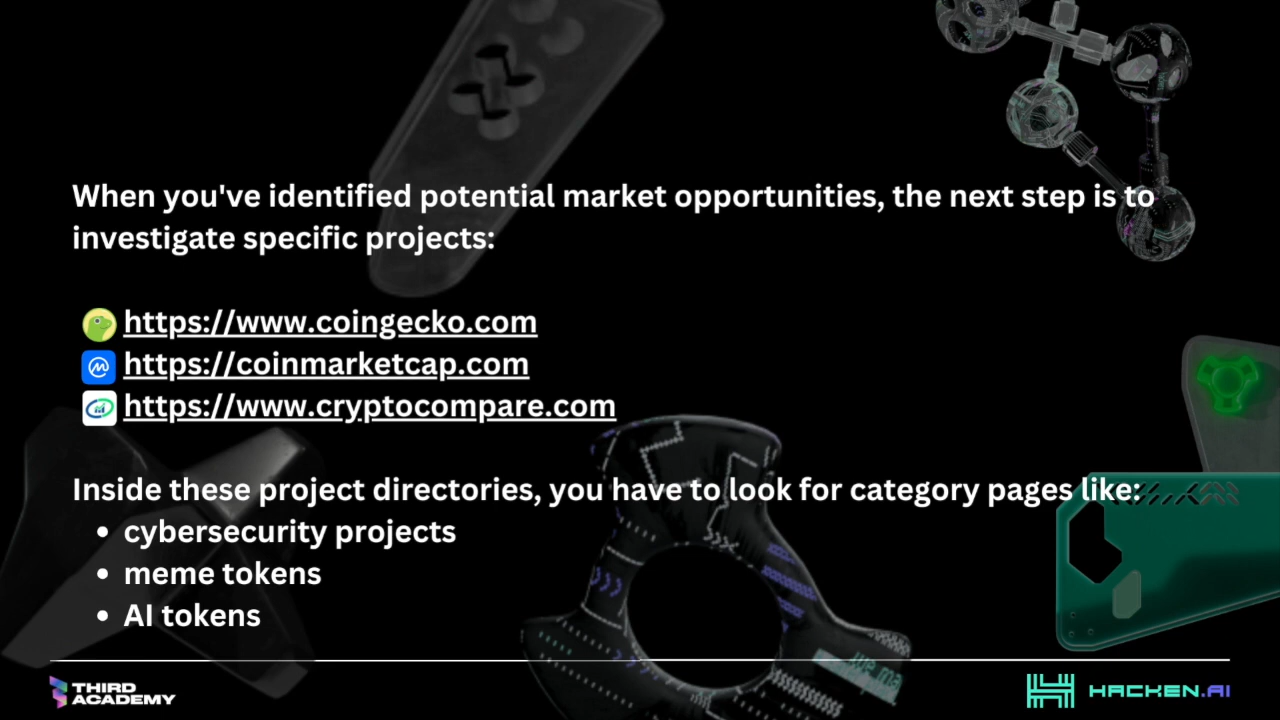 When you've identified potential market opportunities, the next step is to
investigate specific projects:
https://www.coingecko.com
https://coinmarketcap.com
https://www.cryptocompare.com
Inside these project directories, you have to look for category pages like:
• cybersecurity projects
• meme tokens
• AI tokens
THIRD
ACADEMY
HACKEN.AI